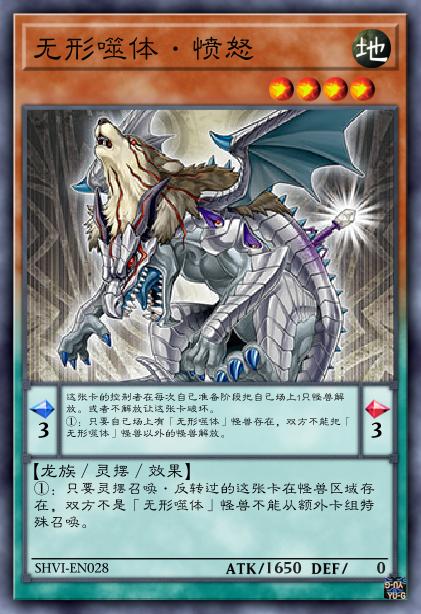 无形噬体·愤怒
地
这张卡的控制者在每次自己准备阶段把自己场上1只怪兽解
放。或者不解放让这张卡破坏。
①：只要自己场上有「无形噬体」怪兽存在，双方不能把「
无形噬体」怪兽以外的怪兽解放。
3
3
【龙族／灵摆／效果】
①：只要灵摆召唤·反转过的这张卡在怪兽区域存
在，双方不是「无形噬体」怪兽不能从额外卡组特
殊召唤。
SHVI-EN028
ATK/1650 DEF/ 0